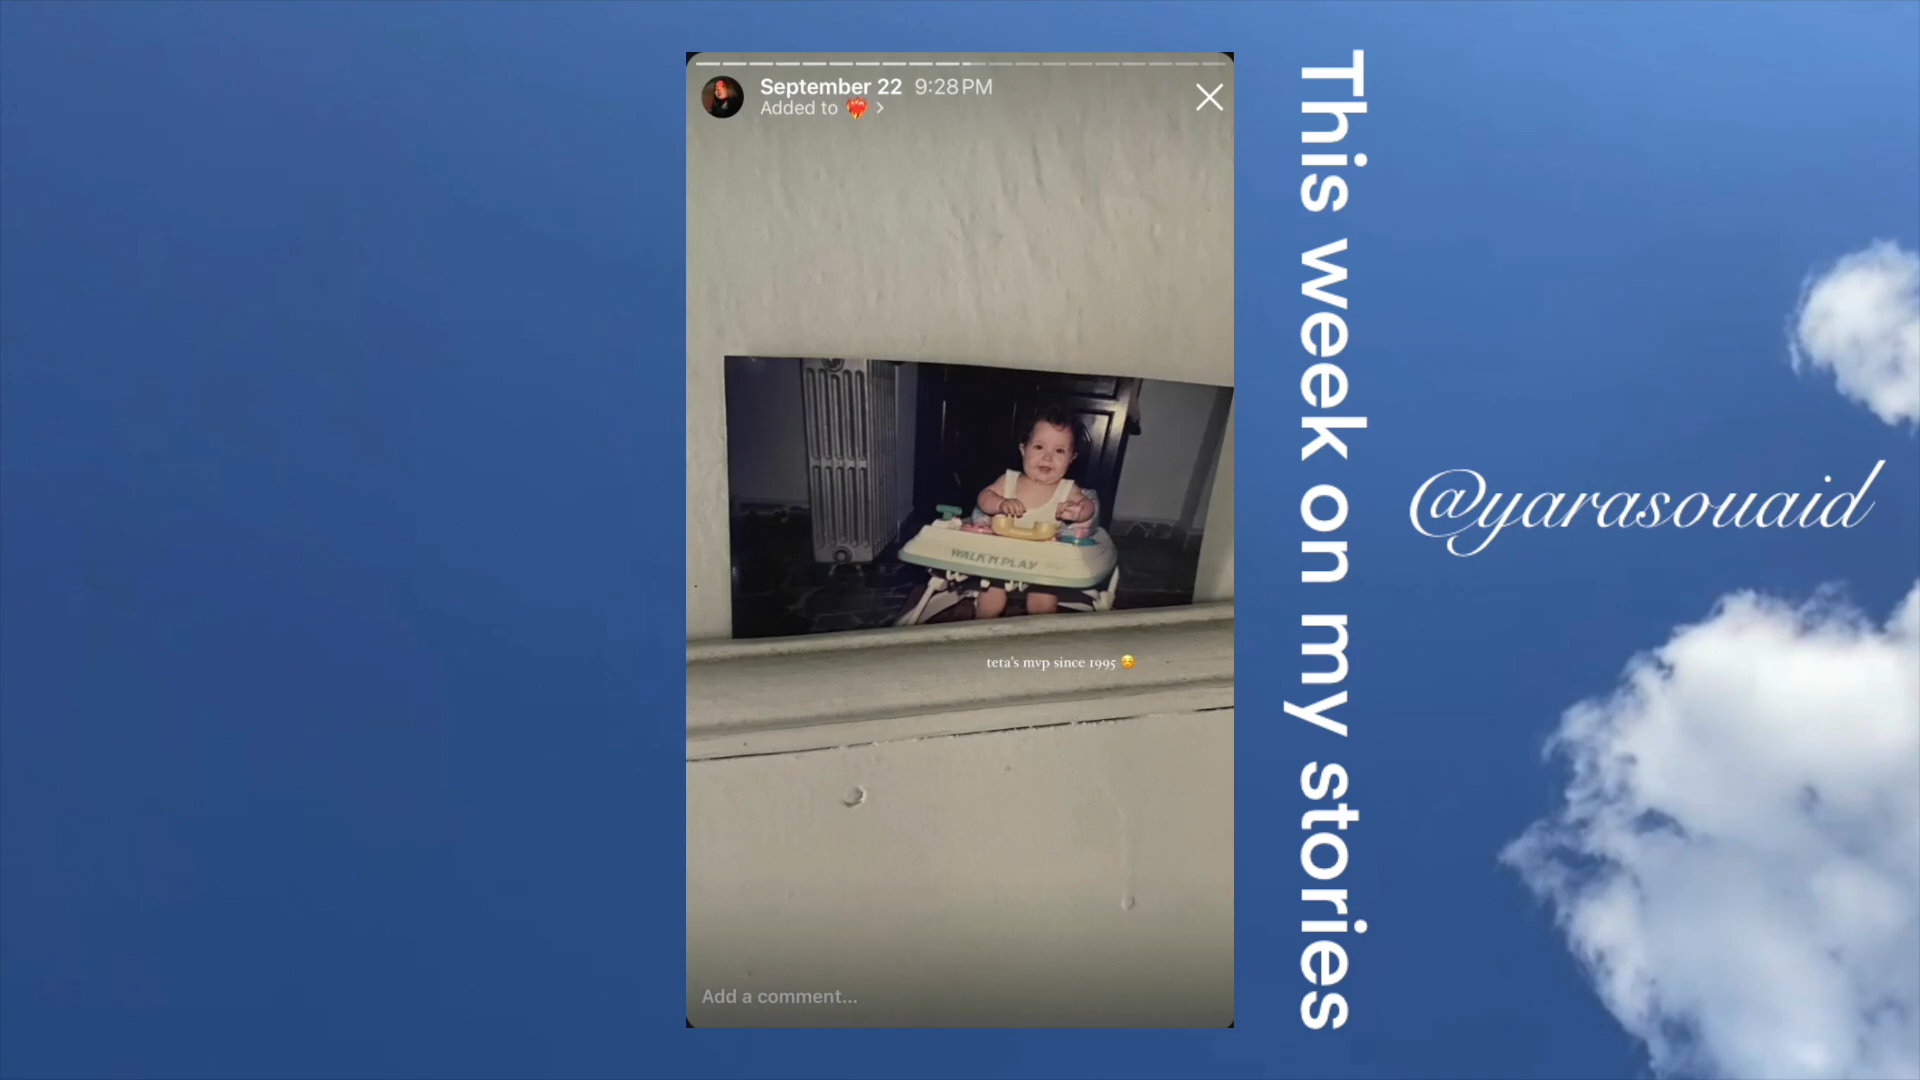 September 22 9:28 PM
Added to ❤️‍🔥 >
WALK'N PLAY
teta's mvp since 1995 😌
Add a comment...
This week on my stories
@yarasouaid